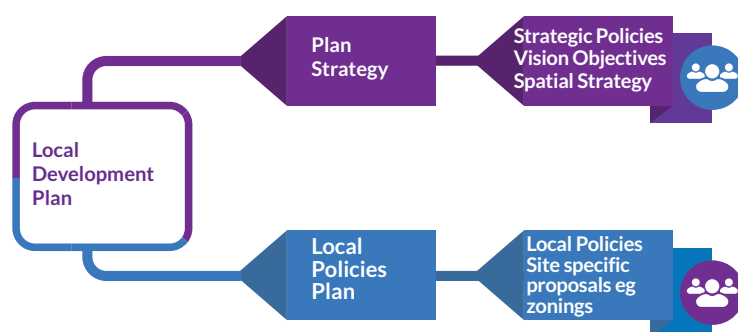 Local
Development
Plan
Plan
Strategy
Strategic Policies
Vision Objectives
Spatial Strategy
Local
Policies
Plan
Local Policies
Site specific
proposals eg
zonings